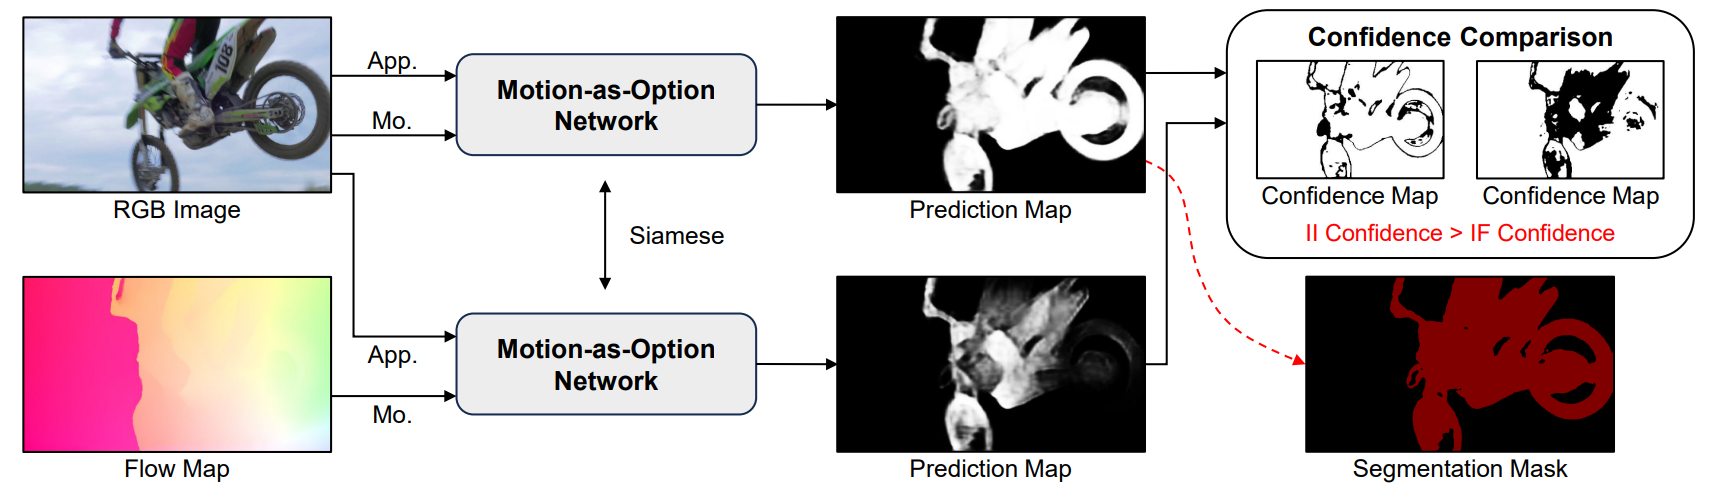 App.
Mo.
108
RGB Image
Motion-as-Option
Network
Prediction Map
Confidence Comparison
Confidence Map
Confidence Map
II Confidence > IF Confidence
Siamese
App.
Mo.
Flow Map
Motion-as-Option
Network
Prediction Map
Segmentation Mask